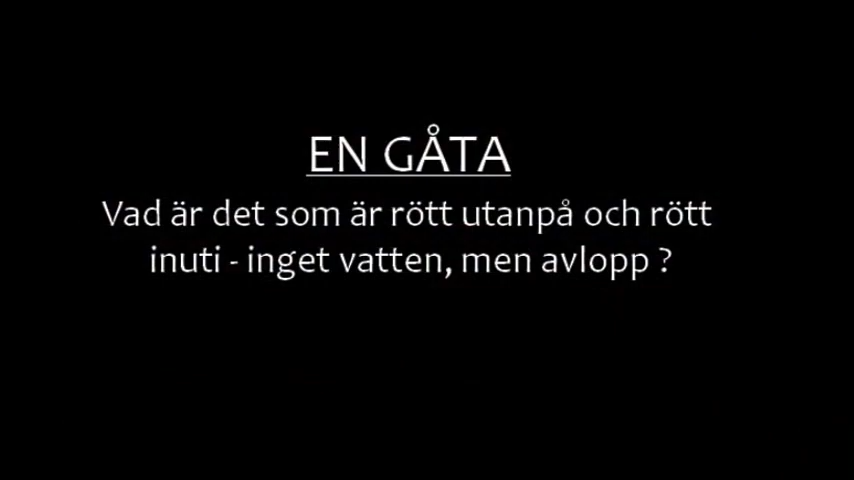 EN GÅTA
Vad är det som är rött utanpå och rött
inuti - inget vatten, men avlopp ?